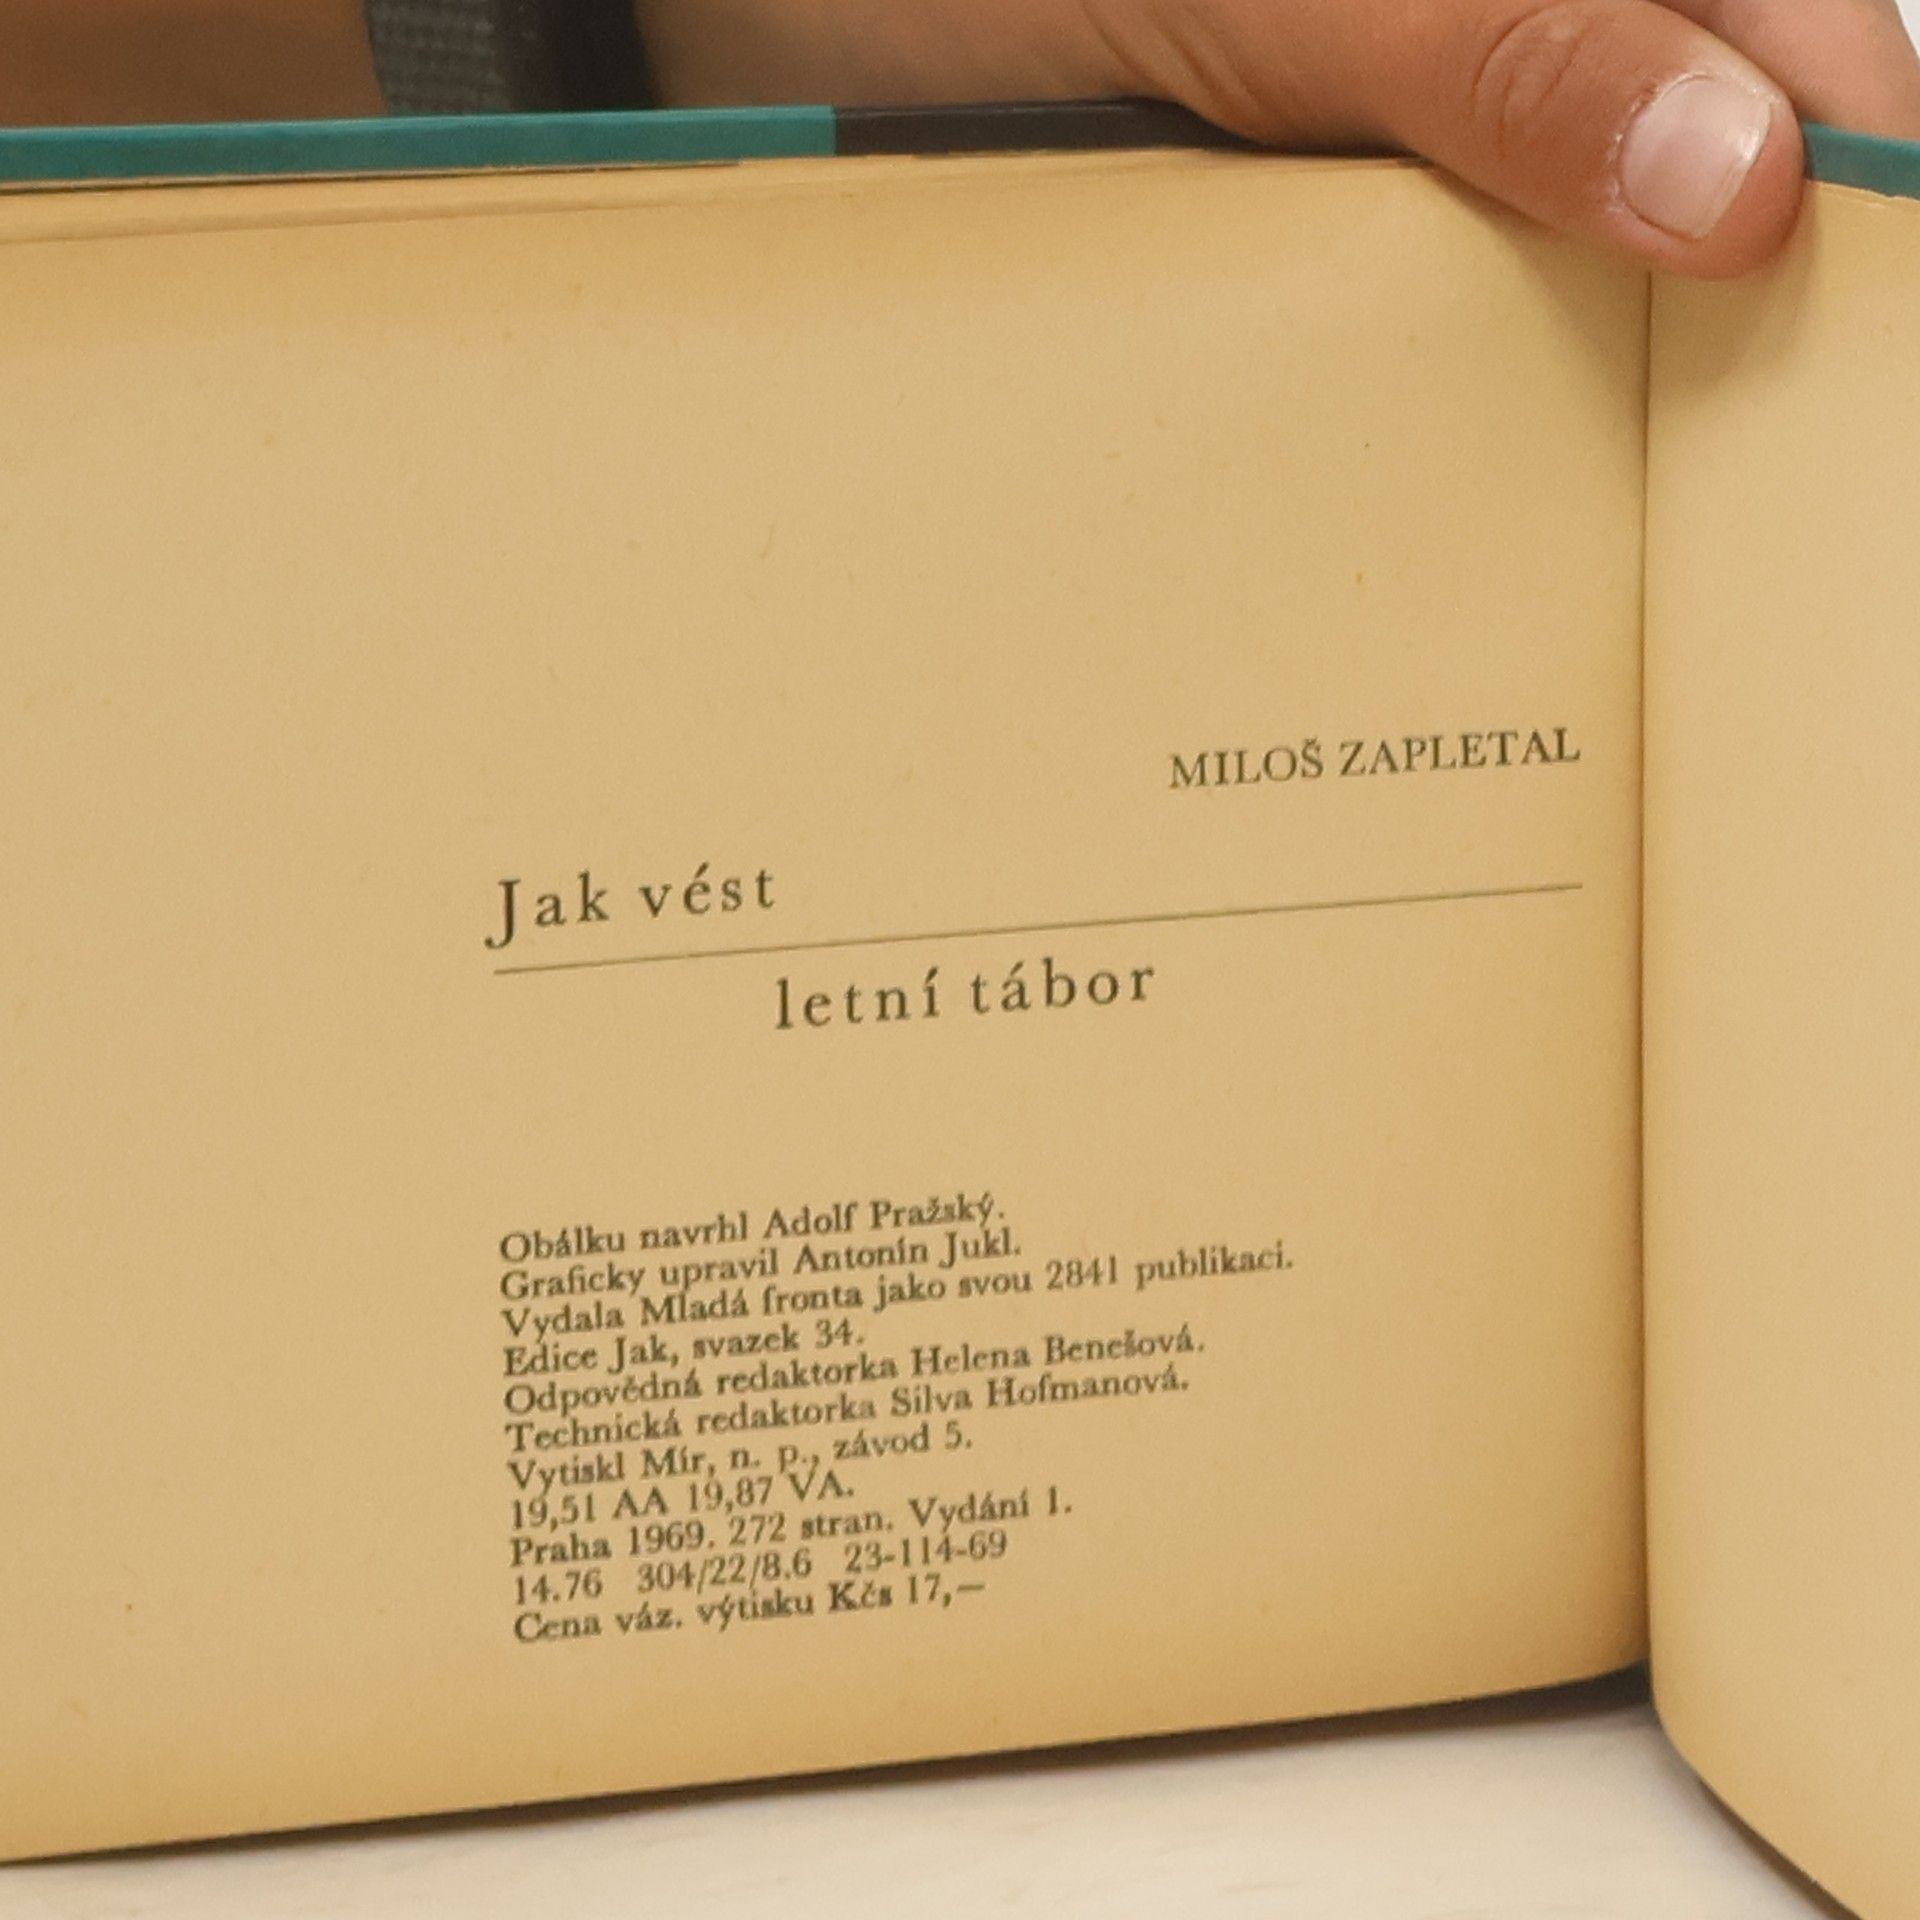 MILOŠ ZAPLETAL
Jak vést
letní tábor
Obálku navrhl Adolf Pražský.
Graficky upravil Antonín Jukl.
Vydala Mladá fronta jako svou 2841 publikaci.
Edice Jak, svazek 34.
Odpovědná redaktorka Helena Benešová.
Technická redaktorka Silva Hofmanová.
Vytiskl Mír, n. p., závod 5.
19,51 AA 19,87 VA.
Praha 1969. 272 stran. Vydání 1.
14.76 304/22/8.6 23-114-69
Cena váz. výtisku Kčs 17,—